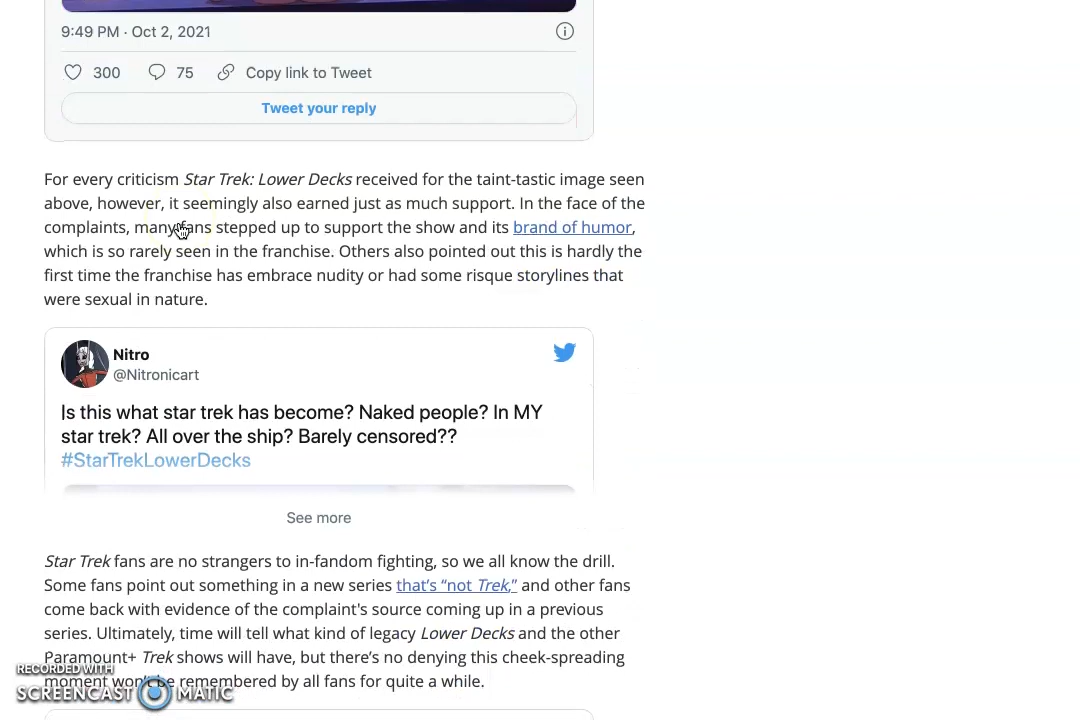 9:49 PM · Oct 2, 2021
300 75 Copy link to Tweet
Tweet your reply
For every criticism Star Trek: Lower Decks received for the taint-tastic image seen
above, however, it seemingly also earned just as much support. In the face of the
complaints, many fans stepped up to support the show and its brand of humor,
which is so rarely seen in the franchise. Others also pointed out this is hardly the
first time the franchise has embrace nudity or had some risque storylines that
were sexual in nature.
Nitro
@Nitronicart
Is this what star trek has become? Naked people? In MY
star trek? All over the ship? Barely censored??
#StarTrekLowerDecks
See more
Star Trek fans are no strangers to in-fandom fighting, so we all know the drill.
Some fans point out something in a new series that's “not Trek,” and other fans
come back with evidence of the complaint's source coming up in a previous
series. Ultimately, time will tell what kind of legacy Lower Decks and the other
Paramount+ Trek shows will have, but there’s no denying this cheek-spreading
moment won't be remembered by all fans for quite a while.
RECORDED WITH
SCREENCAST MATIC